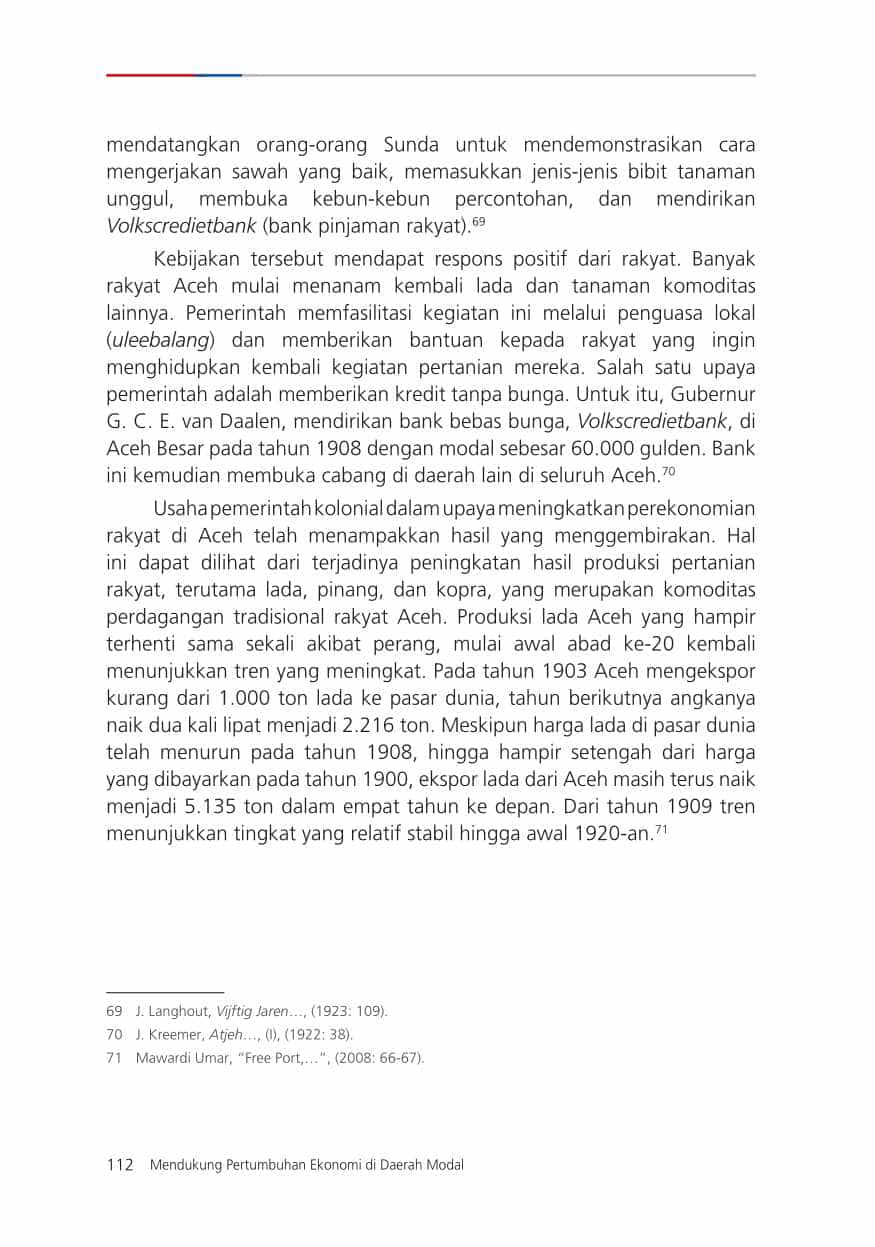 mendatangkan orang-orang Sunda untuk mendemonstrasikan cara
mengerjakan sawah yang baik, memasukkan jenis-jenis bibit tanaman
unggul, membuka kebun-kebun percontohan, dan mendirikan
Volkscredietbank (bank pinjaman rakyat).69
Kebijakan tersebut mendapat respons positif dari rakyat. Banyak
rakyat Aceh mulai menanam kembali lada dan tanaman komoditas
lainnya. Pemerintah memfasilitasi kegiatan ini melalui penguasa lokal
(uleebalang) dan memberikan bantuan kepada rakyat yang ingin
menghidupkan kembali kegiatan pertanian mereka. Salah satu upaya
pemerintah adalah memberikan kredit tanpa bunga. Untuk itu, Gubernur
G. C. E. van Daalen, mendirikan bank bebas bunga, Volkscredietbank, di
Aceh Besar pada tahun 1908 dengan modal sebesar 60.000 gulden. Bank
ini kemudian membuka cabang di daerah lain di seluruh Aceh.70
Usaha pemerintah kolonial dalam upaya meningkatkan perekonomian
rakyat di Aceh telah menampakkan hasil yang menggembirakan. Hal
ini dapat dilihat dari terjadinya peningkatan hasil produksi pertanian
rakyat, terutama lada, pinang, dan kopra, yang merupakan komoditas
perdagangan tradisional rakyat Aceh. Produksi lada Aceh yang hampir
terhenti sama sekali akibat perang, mulai awal abad ke-20 kembali
menunjukkan tren yang meningkat. Pada tahun 1903 Aceh mengekspor
kurang dari 1.000 ton lada ke pasar dunia, tahun berikutnya angkanya
naik dua kali lipat menjadi 2.216 ton. Meskipun harga lada di pasar dunia
telah menurun pada tahun 1908, hingga hampir setengah dari harga
yang dibayarkan pada tahun 1900, ekspor lada dari Aceh masih terus naik
menjadi 5.135 ton dalam empat tahun ke depan. Dari tahun 1909 tren
menunjukkan tingkat yang relatif stabil hingga awal 1920-an.71
69 J. Langhout, Vijftig Jaren…, (1923: 109).
70 J. Kreemer, Atjeh…, (I), (1922: 38).
71 Mawardi Umar, “Free Port,…”, (2008: 66-67).
112 Mendukung Pertumbuhan Ekonomi di Daerah Modal